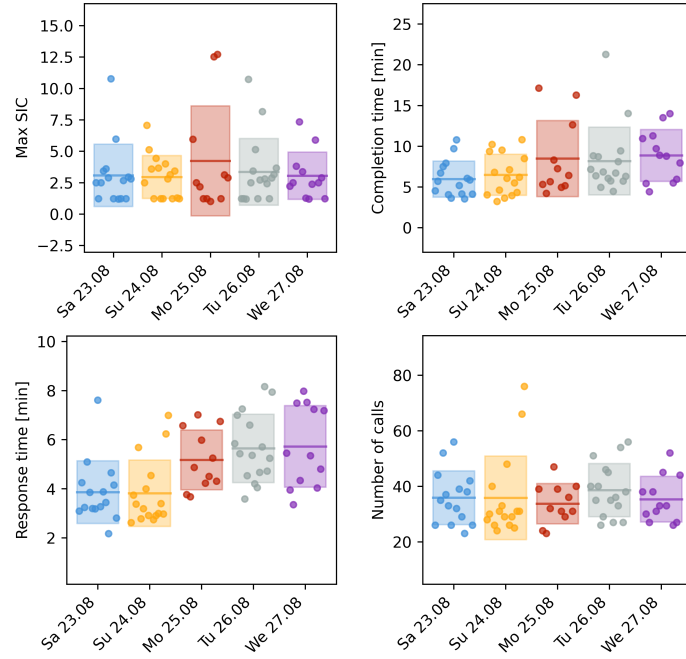 Max SIC
15.0
12.5
10.0
7.5
5.0
2.5
0.0
−2.5
Sa 23.08
Su 24.08
Mo 25.08
Tu 26.08
We 27.08
Completion time [min]
25
20
15
10
5
0
Sa 23.08
Su 24.08
Mo 25.08
Tu 26.08
We 27.08
Response time [min]
10
8
6
4
2
Sa 23.08
Su 24.08
Mo 25.08
Tu 26.08
We 27.08
Number of calls
80
60
40
20
Sa 23.08
Su 24.08
Mo 25.08
Tu 26.08
We 27.08